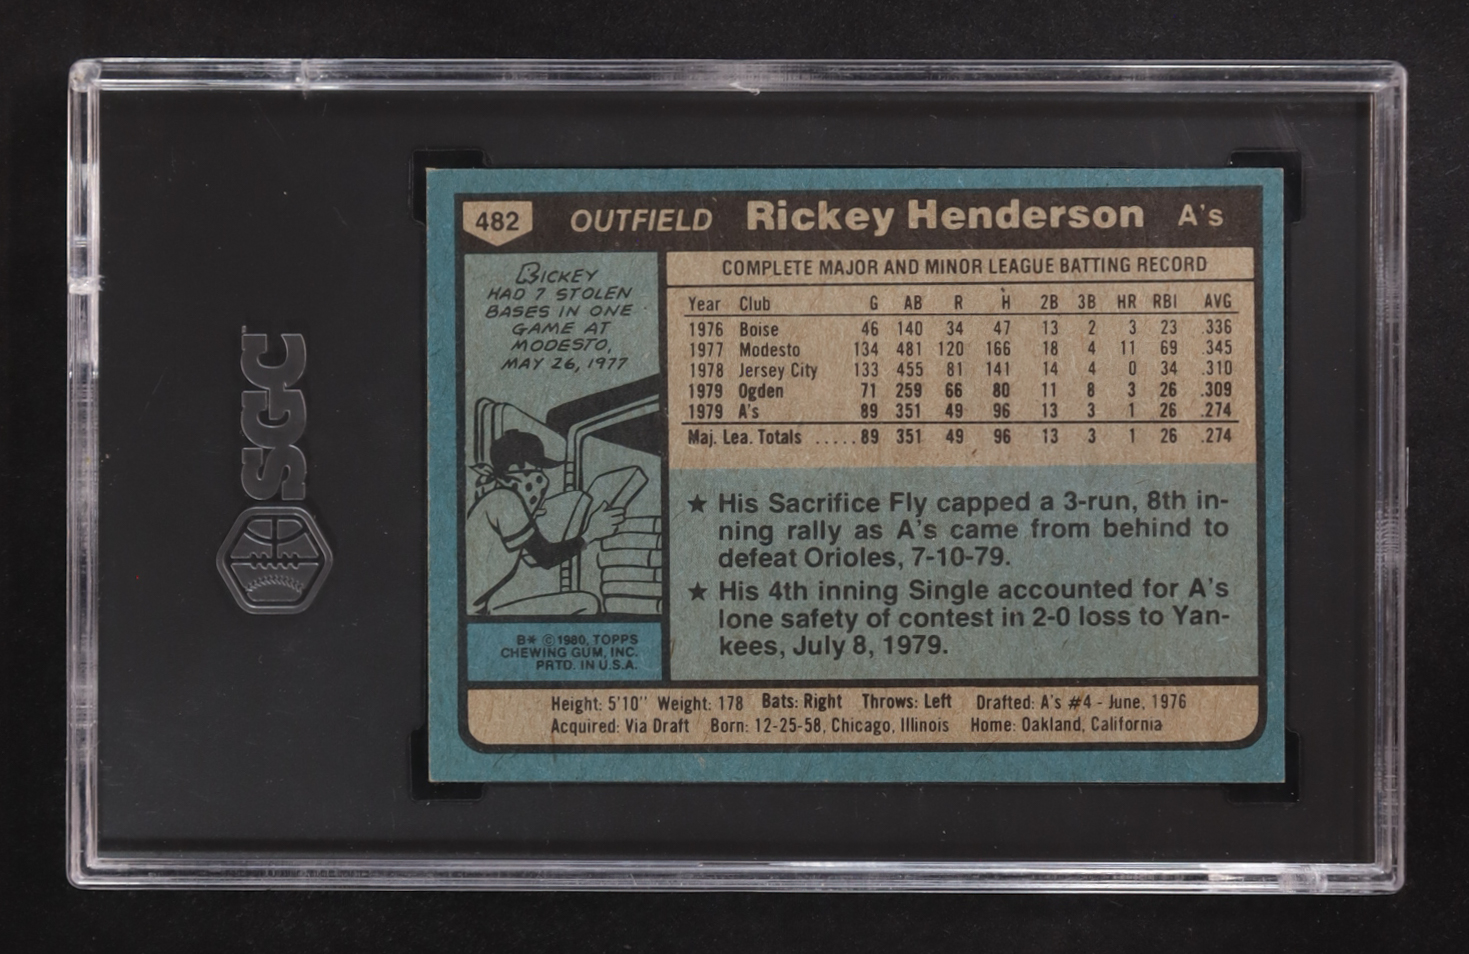 SGC
482 OUTFIELD Rickey Henderson A's
RICKEY
HAD 7 STOLEN
BASES IN ONE
GAME AT
MODESTO,
MAY 26, 1977
B* © 1980, TOPPS
CHEWING GUM, INC.
PRTD. IN U.S.A.
COMPLETE MAJOR AND MINOR LEAGUE BATTING RECORD
Year Club G AB R H 2B 3B HR RBI AVG
1976 Boise 46 140 34 47 13 2 3 23 .336
1977 Modesto 134 481 120 166 18 4 11 69 .345
1978 Jersey City 133 455 81 141 14 4 0 34 .310
1979 Ogden 71 259 66 80 11 8 3 26 .309
1979 A's 89 351 49 96 13 3 1 26 .274
Maj. Lea. Totals ..... 89 351 49 96 13 3 1 26 .274
★ His Sacrifice Fly capped a 3-run, 8th in-
ning rally as A's came from behind to
defeat Orioles, 7-10-79.
★ His 4th inning Single accounted for A's
lone safety of contest in 2-0 loss to Yan-
kees, July 8, 1979.
Height: 5'10" Weight: 178 Bats: Right Throws: Left Drafted: A's #4 - June, 1976
Acquired: Via Draft Born: 12-25-58, Chicago, Illinois Home: Oakland, California